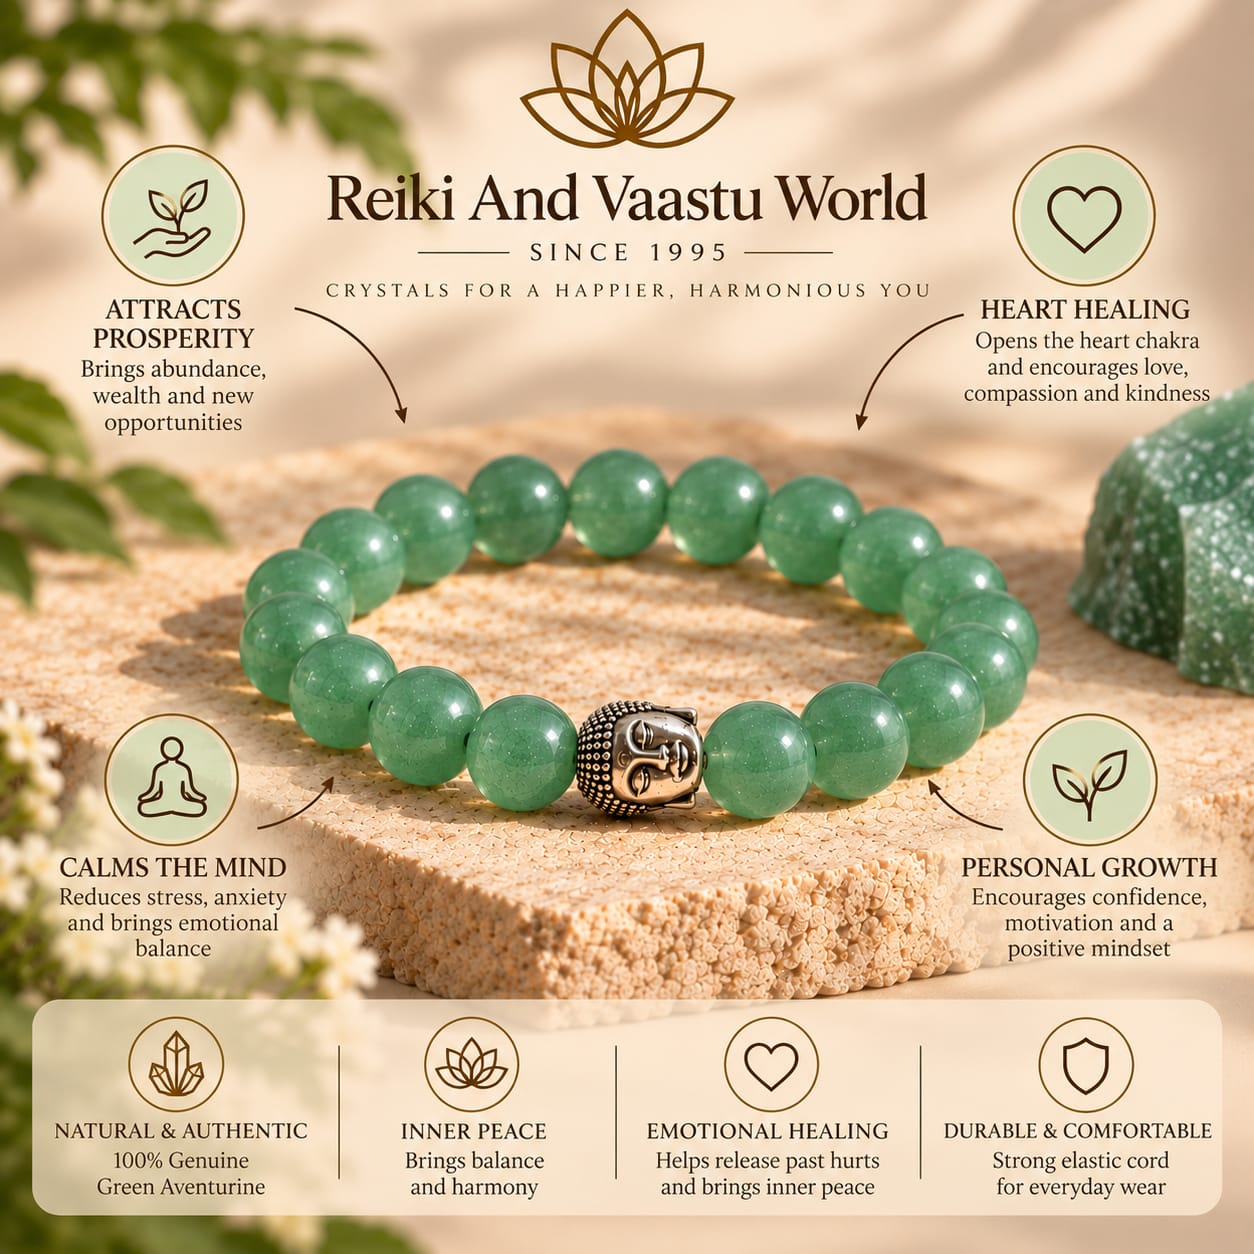 Reiki And Vaastu World
SINCE 1995
CRYSTALS FOR A HAPPIER, HARMONIOUS YOU
ATTRACTS
PROSPERITY
Brings abundance,
wealth and new
opportunities
HEART HEALING
Opens the heart chakra
and encourages love,
compassion and kindness
CALMS THE MIND
Reduces stress, anxiety
and brings emotional
balance
PERSONAL GROWTH
Encourages confidence,
motivation and a
positive mindset
NATURAL & AUTHENTIC
100% Genuine
Green Aventurine
INNER PEACE
Brings balance
and harmony
EMOTIONAL HEALING
Helps release past hurts
and brings inner peace
DURABLE & COMFORTABLE
Strong elastic cord
for everyday wear